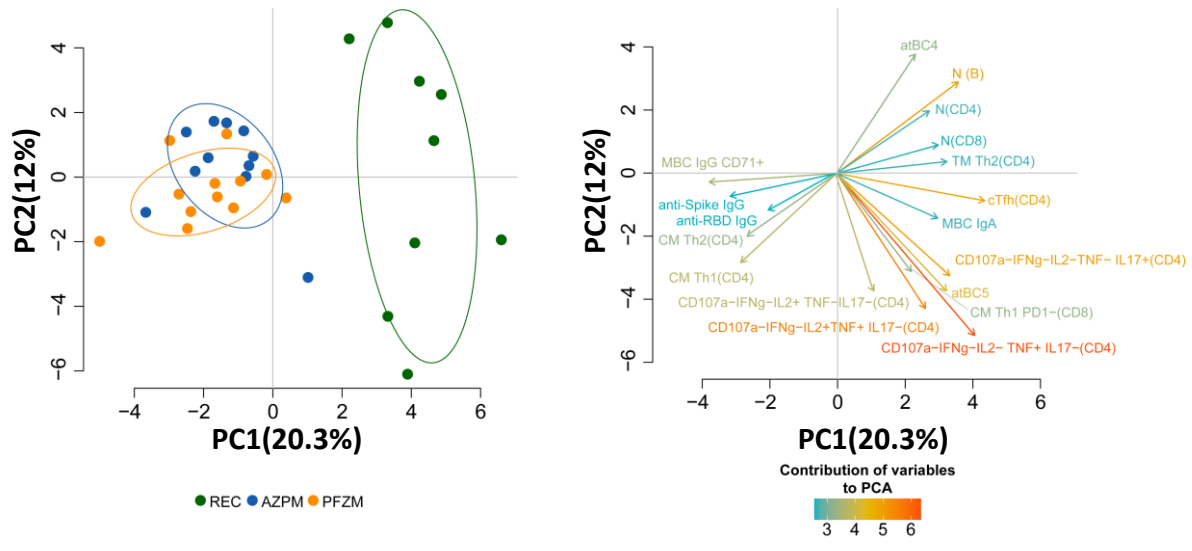 4
2
0
−2
−4
−6
PC2(12%)
−4 −2 0 2 4 6
PC1(20.3%)
REC AZPM PFZM
4
2
0
−2
−4
−6
PC2(12%)
atBC4
N (B)
N(CD4)
N(CD8)
MBC IgG CD71+
TM Th2(CD4)
anti-Spike IgG
cTfh(CD4)
anti-RBD IgG
MBC IgA
CM Th2(CD4)
CD107a−IFNg−IL2−TNF− IL17+(CD4)
CM Th1(CD4)
atBC5
CD107a−IFNg−IL2+ TNF−IL17−(CD4)
CM Th1 PD1−(CD8)
CD107a−IFNg−IL2+TNF+ IL17−(CD4)
CD107a−IFNg−IL2− TNF+ IL17−(CD4)
−4 −2 0 2 4 6
PC1(20.3%)
Contribution of variables
to PCA
3 4 5 6